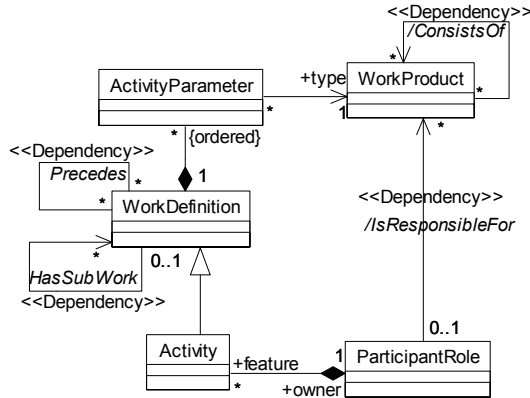 <<Dependency>>
/ConsistsOf
ActivityParameter
+type
WorkProduct
*
*
*
1
*
{ordered}
*
<<Dependency>>
Precedes
*
1
*
WorkDefinition
<<Dependency>>
/IsResponsibleFor
*
HasSubWork
0..1
<<Dependency>>
0..1
Activity
+feature
1
ParticipantRole
*
+owner